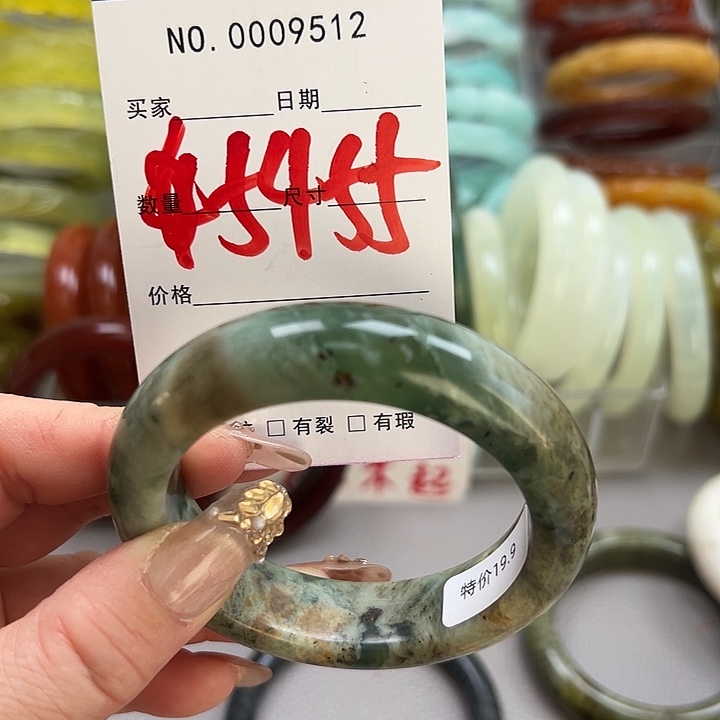 NO.0009512
买家 日期
$5455
数量 尺寸
价格
□有裂 □有瑕
特价19.9